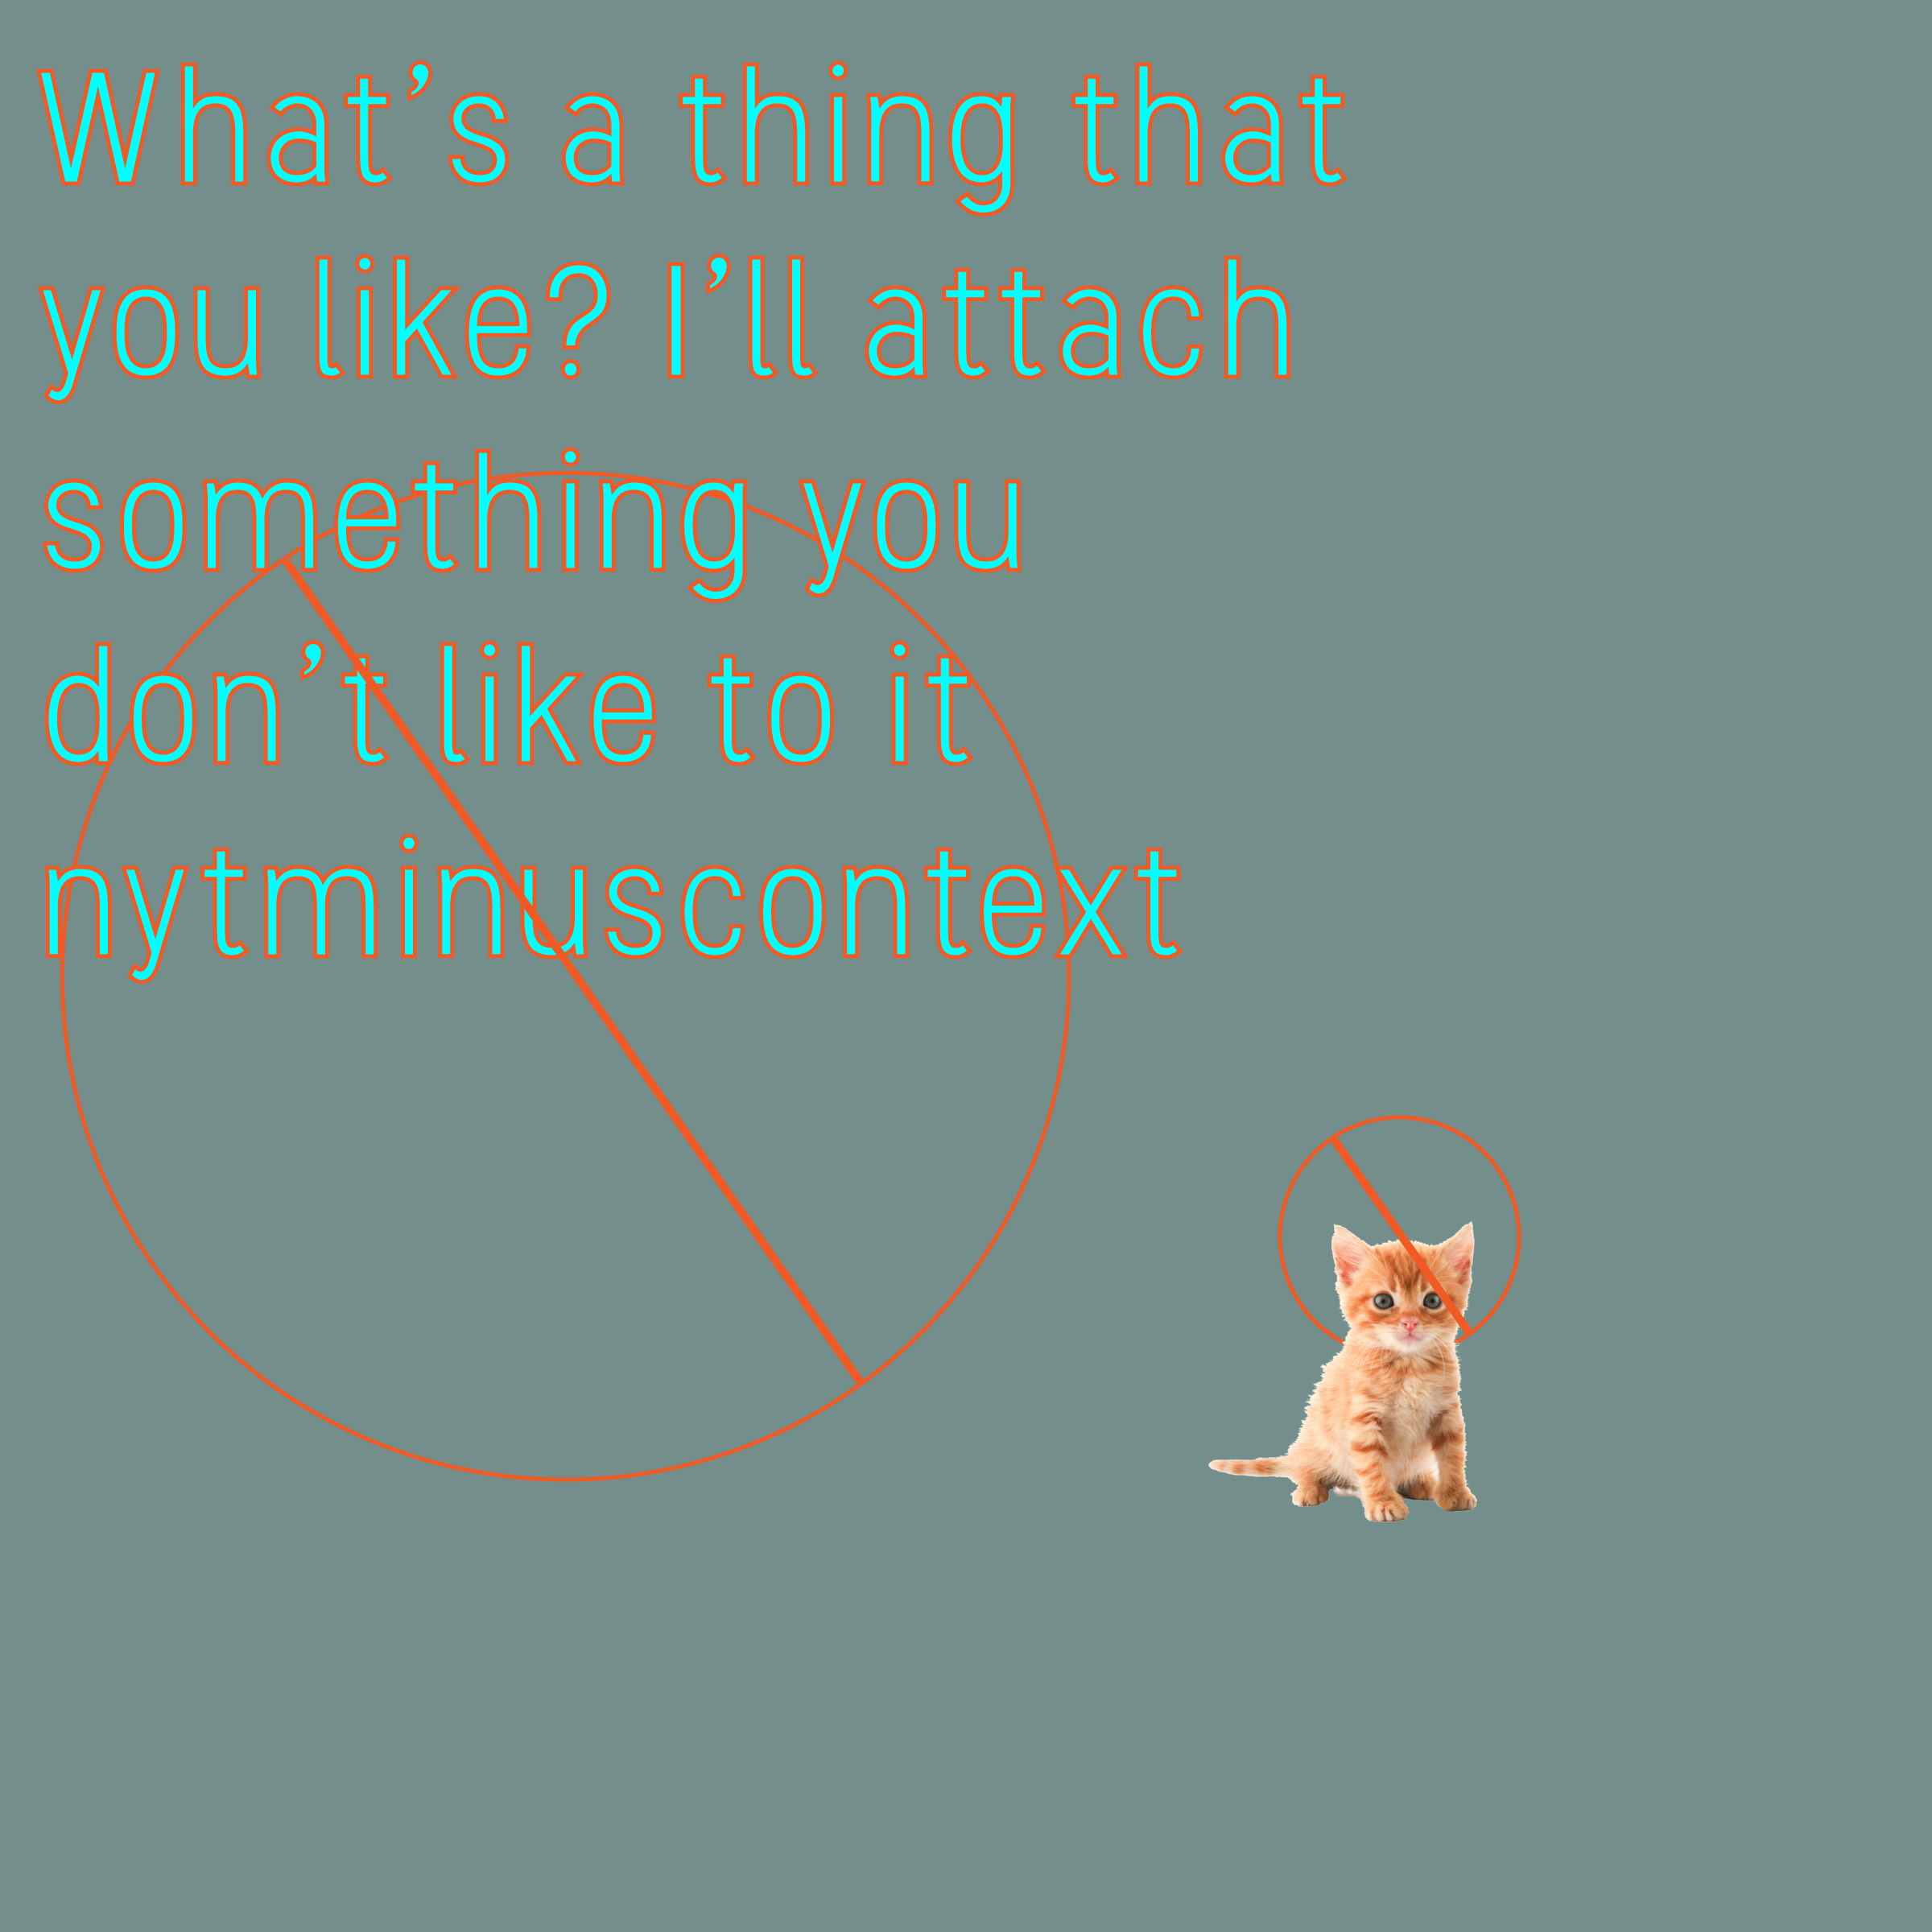 What’s a thing that
you like? I’ll attach
something you
don’t like to it
nytminuscontext